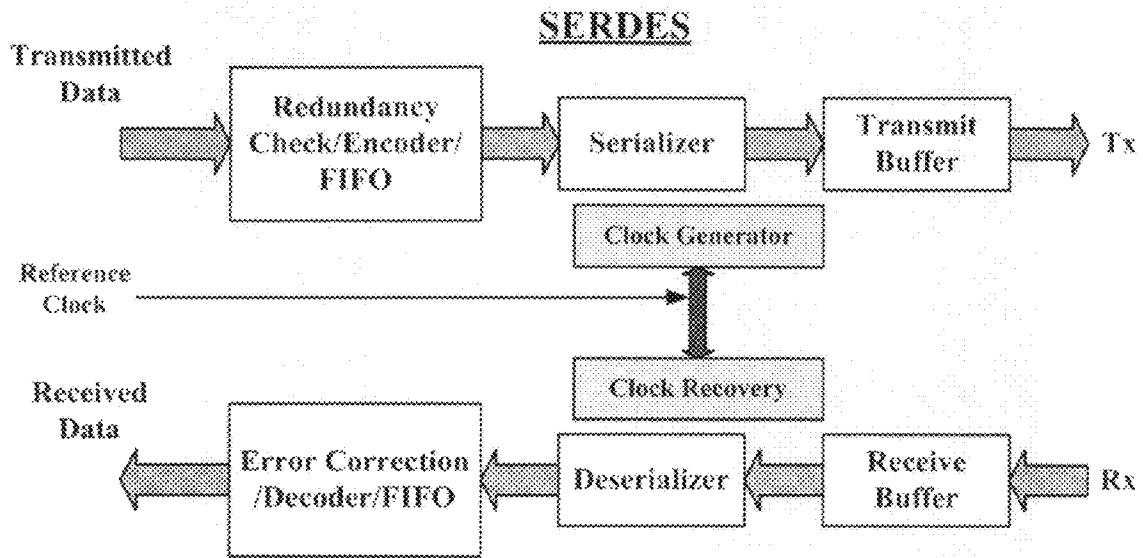 SERDES
Transmitted
Data
Redundancy
Check/Encoder/
FIFO
Serializer
Transmit
Buffer
Tx
Clock Generator
Reference
Clock
Clock Recovery
Received
Data
Error Correction
/Decoder/FIFO
Deserializer
Receive
Buffer
Rx